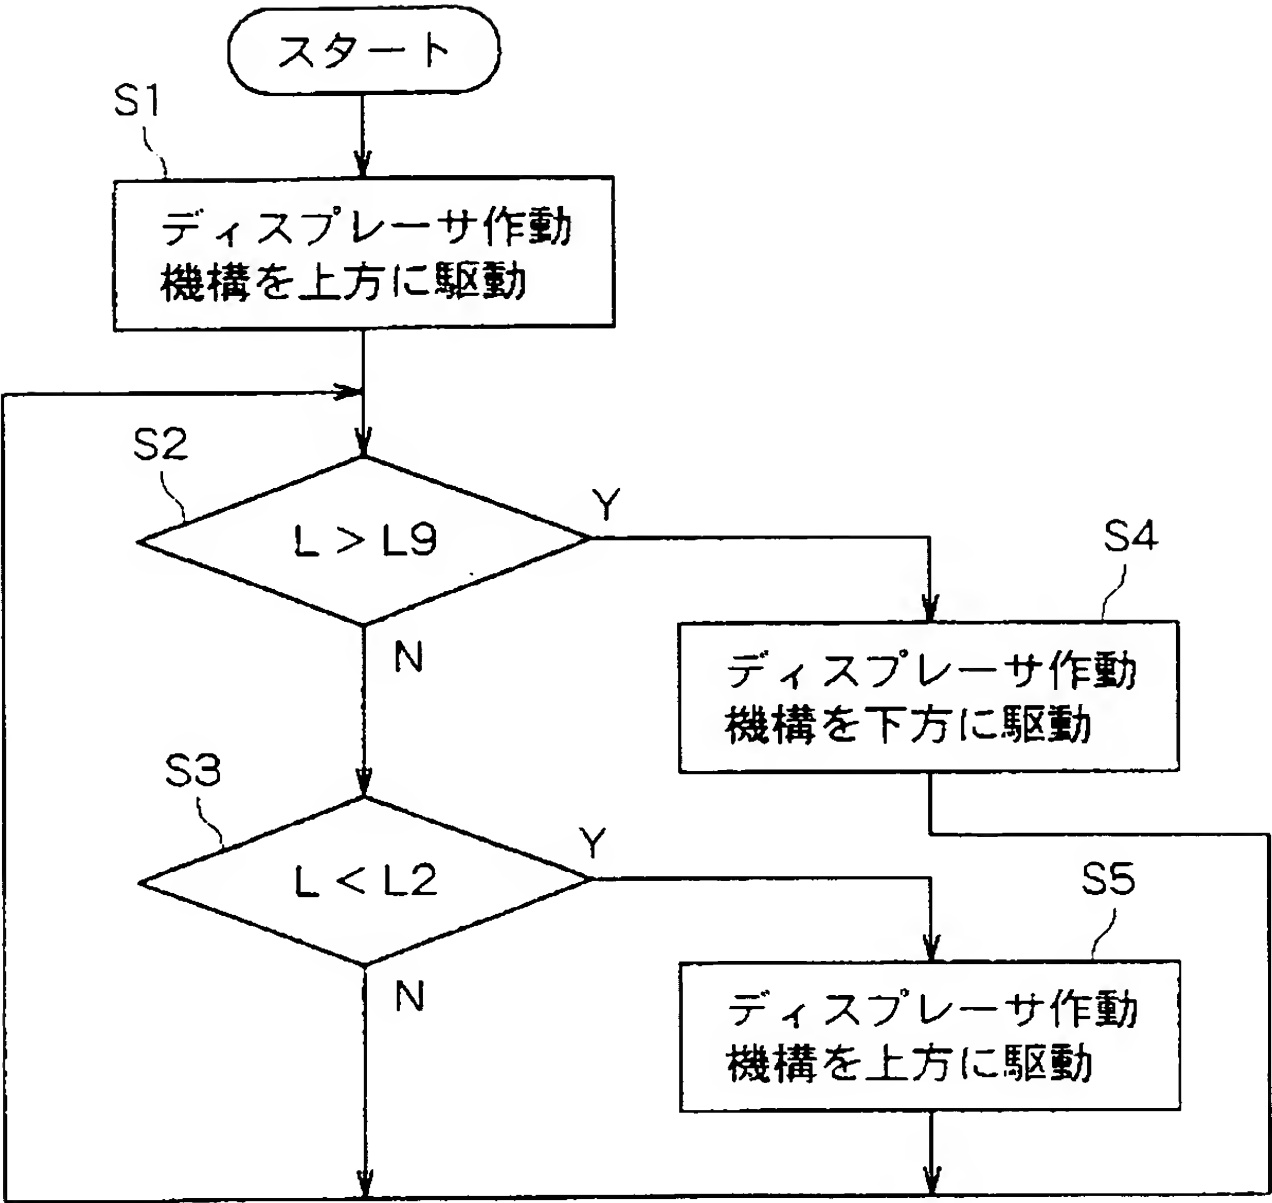 スタート
S1
ディスプレーサ作動
機構を上方に駆動
S2
L > L9
Y
N
S4
ディスプレーサ作動
機構を下方に駆動
S3
L < L2
Y
N
S5
ディスプレーサ作動
機構を上方に駆動